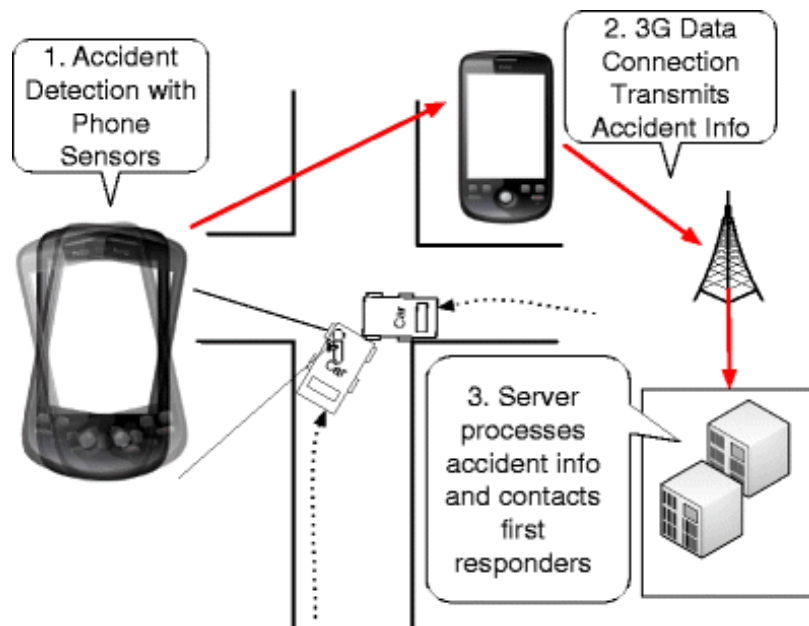 1. Accident
Detection with
Phone
Sensors
2. 3G Data
Connection
Transmits
Accident Info
Car
Car
3. Server
processes
accident info
and contacts
first
responders